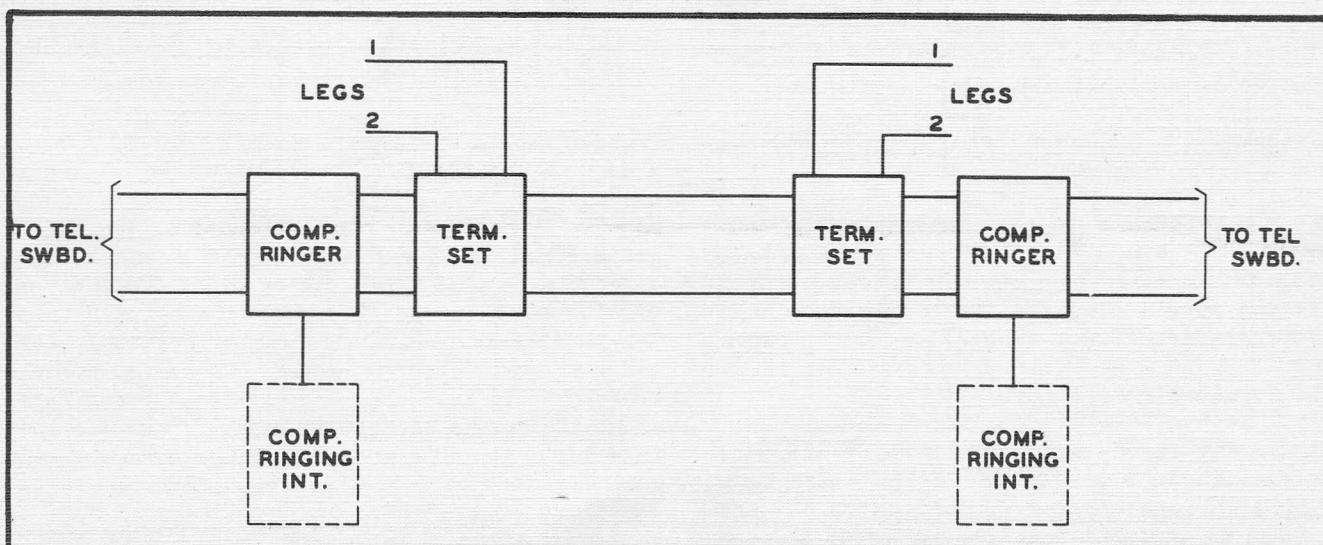 1
LEGS
2
1
LEGS
2
TO TEL.
SWBD.
COMP.
RINGER
TERM.
SET
TERM.
SET
COMP.
RINGER
TO TEL
SWBD.
COMP.
RINGING
INT.
COMP.
RINGING
INT.